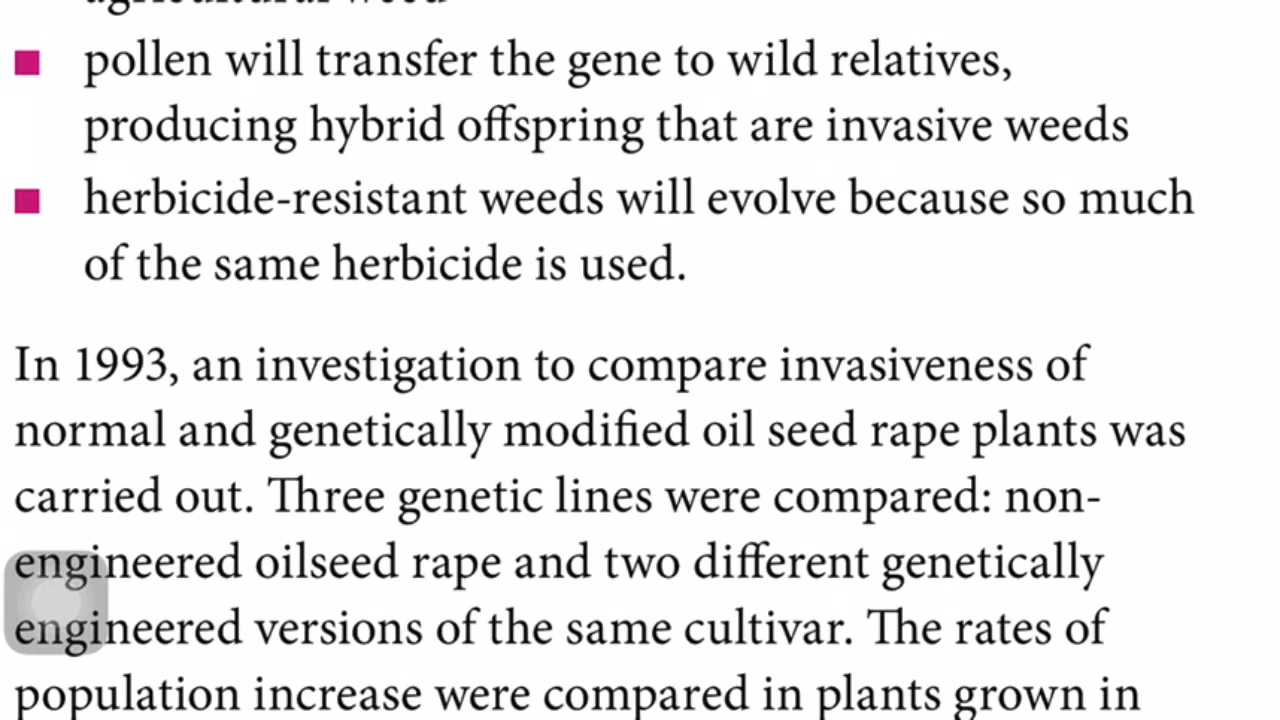 agricultural weed
pollen will transfer the gene to wild relatives,
producing hybrid offspring that are invasive weeds
herbicide-resistant weeds will evolve because so much
of the same herbicide is used.
In 1993, an investigation to compare invasiveness of
normal and genetically modified oil seed rape plants was
carried out. Three genetic lines were compared: non-
engineered oilseed rape and two different genetically
engineered versions of the same cultivar. The rates of
population increase were compared in plants grown in